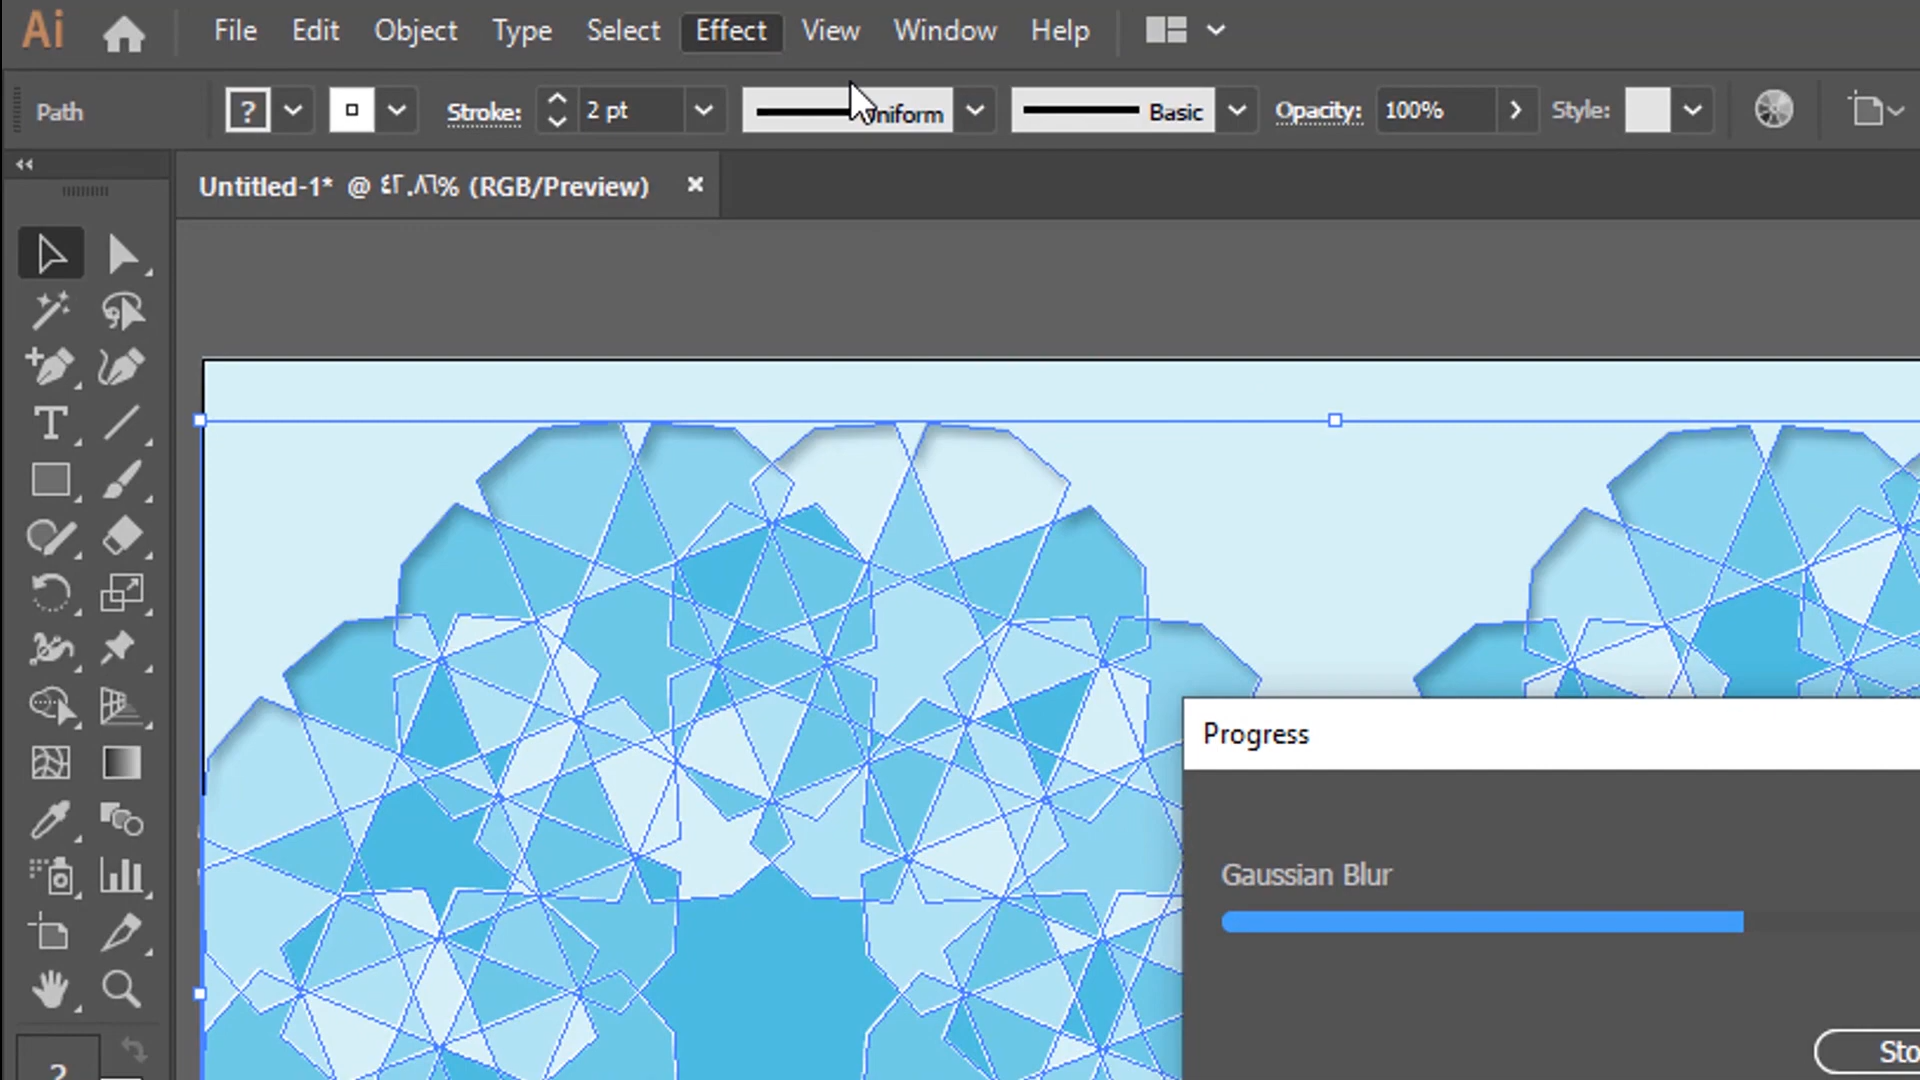 Ai File Edit Object Type Select Effect View Window Help
Path ? Stroke: 2 pt Uniform Basic Opacity: 100% Style:
Untitled-1* @ ٤٢.٨٦% (RGB/Preview) ×
T
Progress
Gaussian Blur
Sto
?